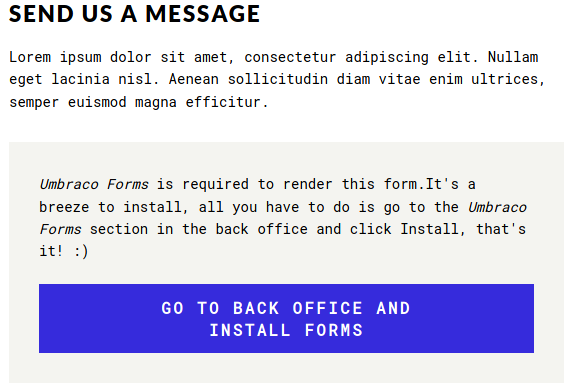 SEND US A MESSAGE
Lorem ipsum dolor sit amet, consectetur adipiscing elit. Nullam
eget lacinia nisl. Aenean sollicitudin diam vitae enim ultrices,
semper euismod magna efficitur.
Umbraco Forms is required to render this form.It's a
breeze to install, all you have to do is go to the Umbraco
Forms section in the back office and click Install, that's
it! :)
GO TO BACK OFFICE AND
INSTALL FORMS